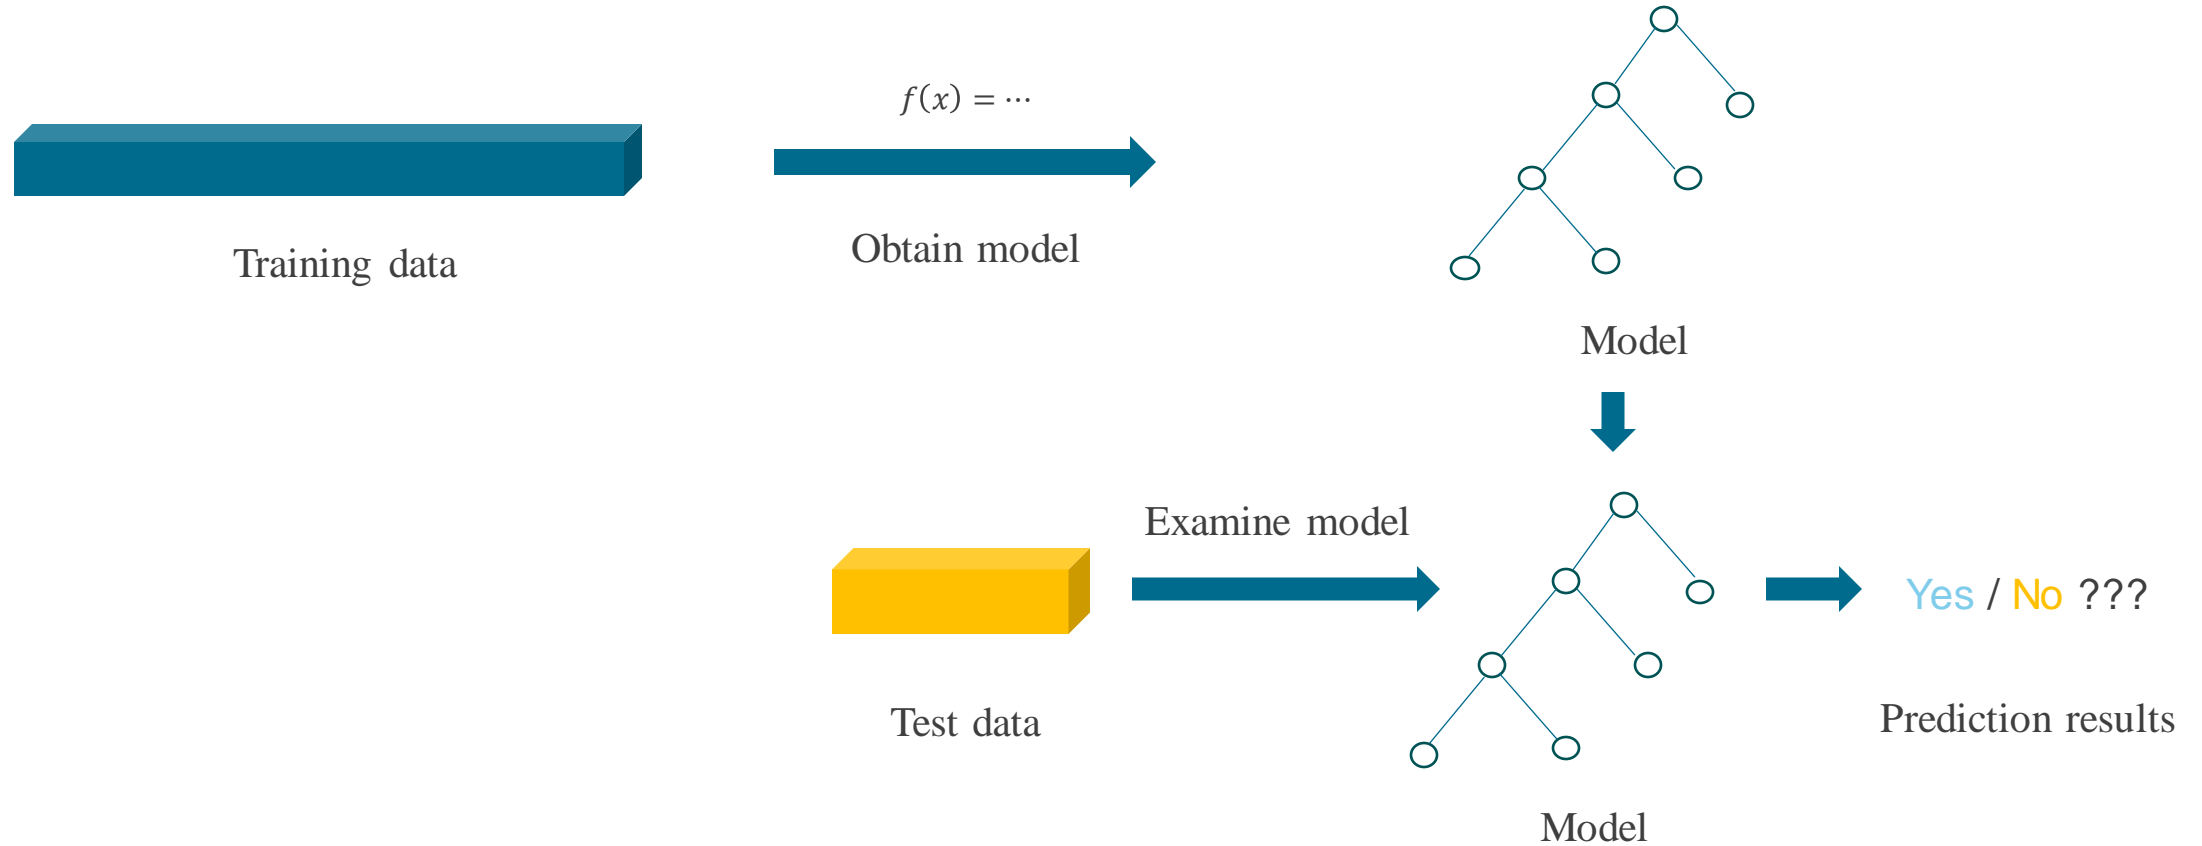 f(x) = ⋯
Training data
Obtain model
Model
Examine model
Yes / No ???
Test data
Prediction results
Model